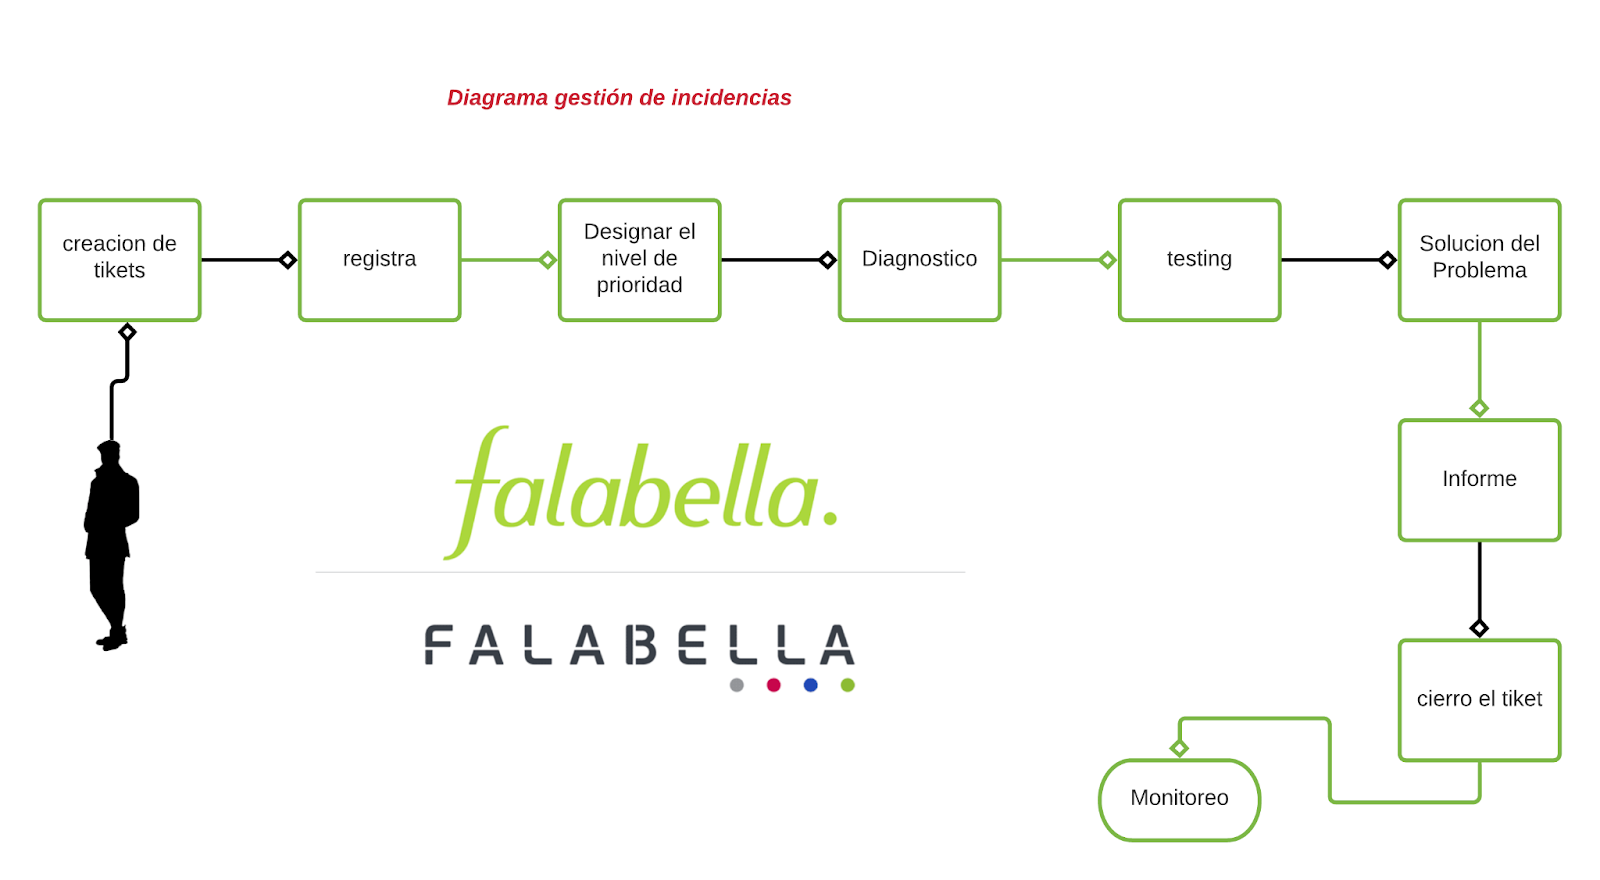 Diagrama gestión de incidencias
creacion de
tikets
registra
Designar el
nivel de
prioridad
Diagnostico
testing
Solucion del
Problema
Informe
cierro el tiket
Monitoreo
falabella.
FALABELLA